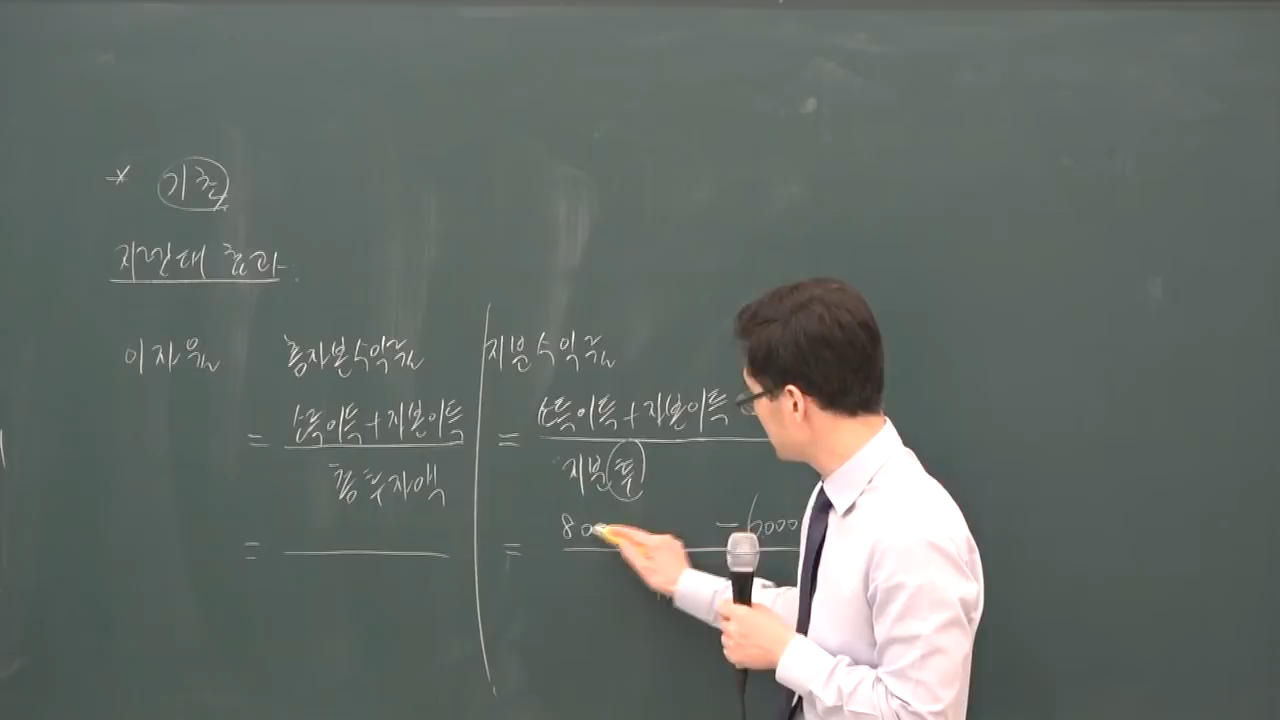 * 기출
지렛대 효과.
이자율 총자본수익률 지분수익률
= 소득이득+자본이득 = 소득이득+자본이득
총투자액 지분투
= = 800 - 6000